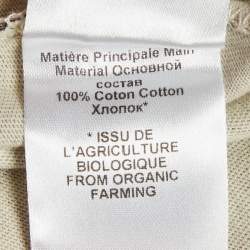 Matière Principale Main
Material Основной
состав
100% Coton Cotton
Хлопок*
* ISSU DE
L'AGRICULTURE
BIOLOGIQUE
FROM ORGANIC
FARMING